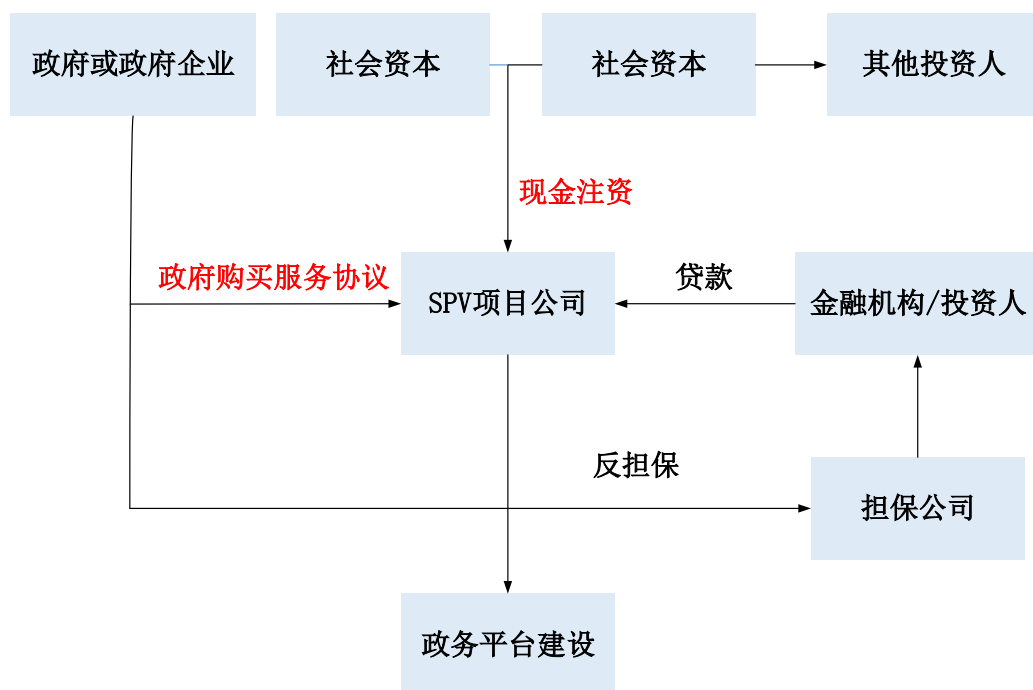 政府或政府企业
社会资本
社会资本
其他投资人
现金注资
政府购买服务协议
SPV项目公司
贷款
金融机构/投资人
反担保
担保公司
政务平台建设